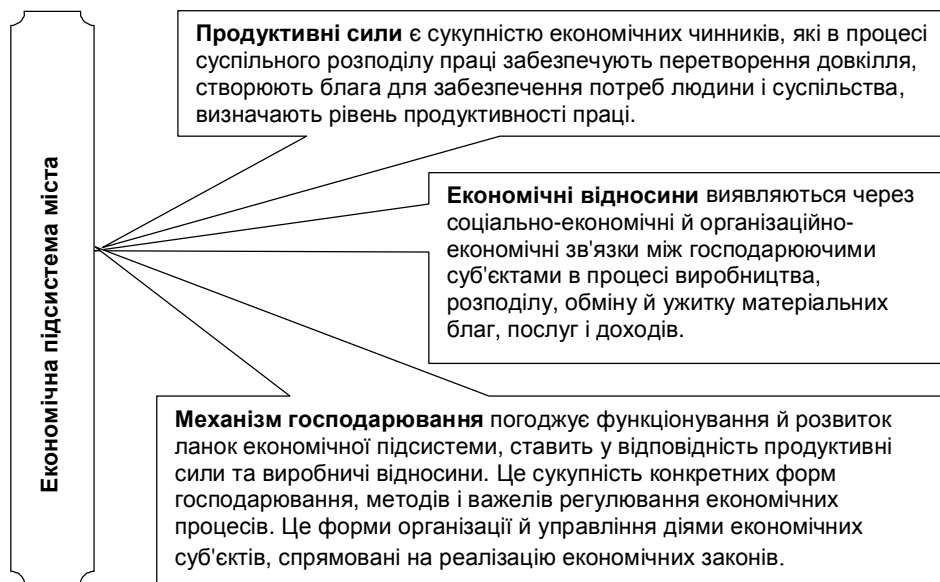 Економічна підсистема міста
Продуктивні сили є сукупністю економічних чинників, які в процесі
суспільного розподілу праці забезпечують перетворення довкілля,
створюють блага для забезпечення потреб людини і суспільства,
визначають рівень продуктивності праці.
Економічні відносини виявляються через
соціально-економічні й організаційно-
економічні зв'язки між господарюючими
суб'єктами в процесі виробництва,
розподілу, обміну й ужитку матеріальних
благ, послуг і доходів.
Механізм господарювання погоджує функціонування й розвиток
ланок економічної підсистеми, ставить у відповідність продуктивні
сили та виробничі відносини. Це сукупність конкретних форм
господарювання, методів і важелів регулювання економічних
процесів. Це форми організації й управління діями економічних
суб'єктів, спрямовані на реалізацію економічних законів.